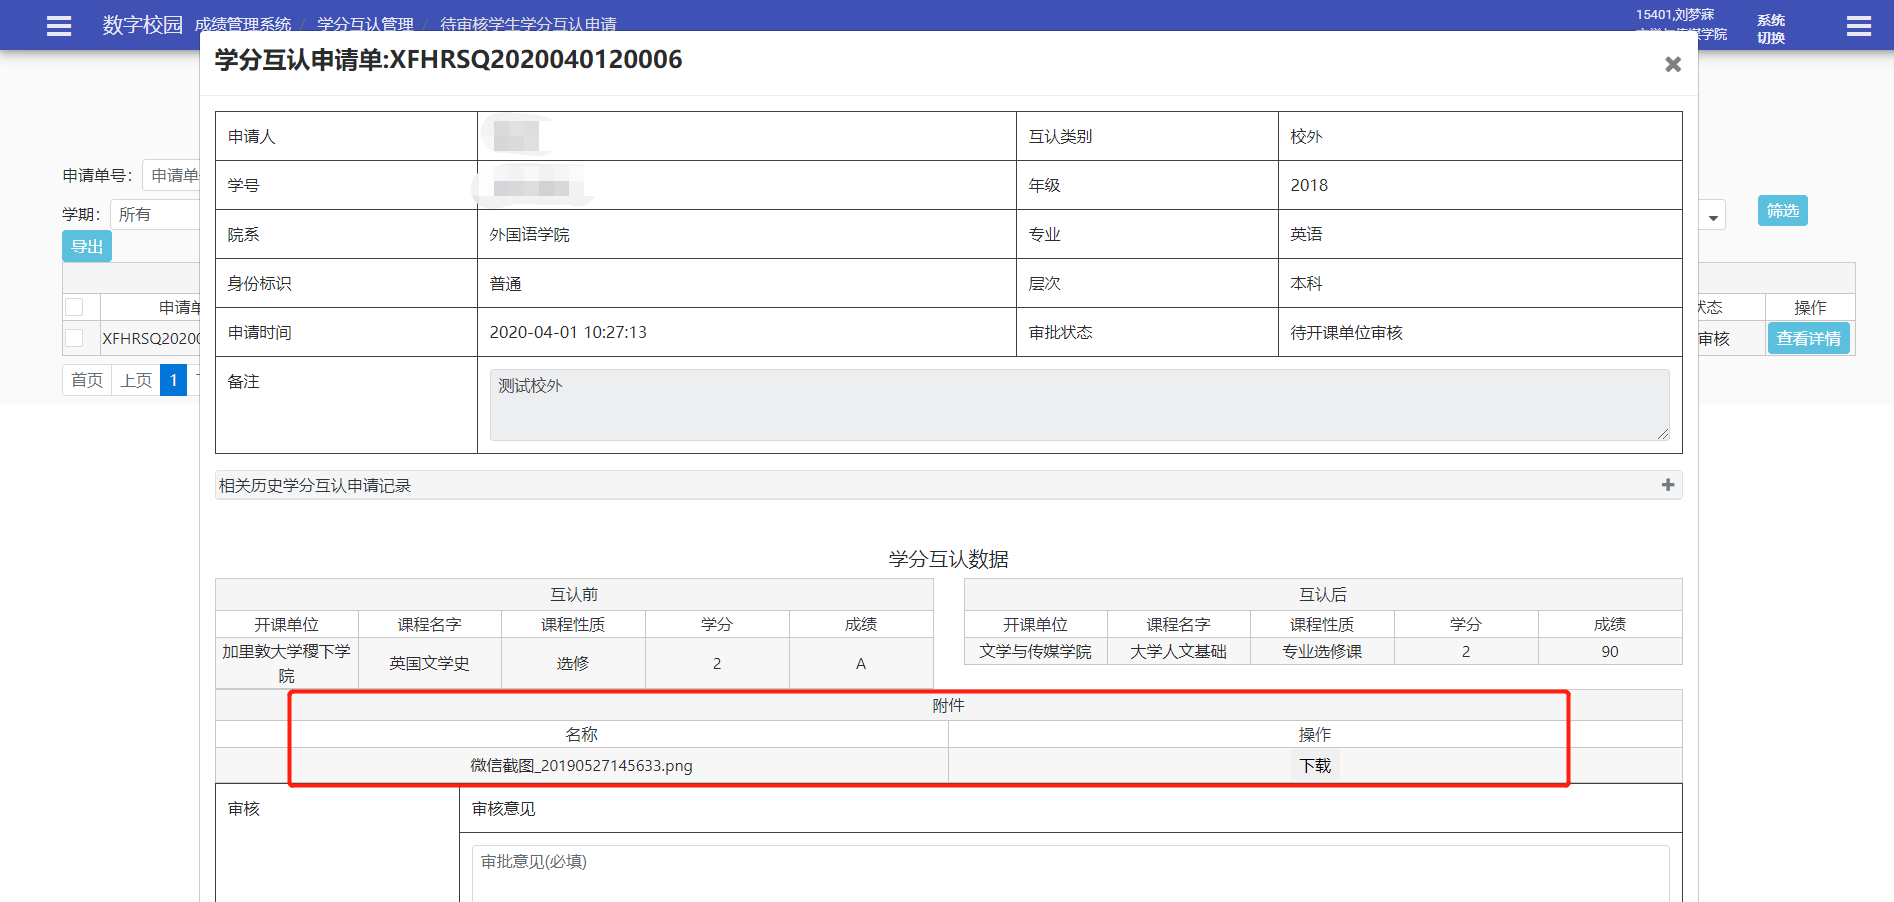 数字校园 成绩管理系统 / 学分互认管理 / 待审核学生学分互认申请
15401,刘梦寐
系统
切换
学分互认申请单:XFHRSQ2020040120006
申请人 互认类别 校外
申请单号: 申请单
学号 年级 2018
学期: 所有 筛选
导出
院系 外国语学院 专业 英语
身份标识 普通 层次 本科
申请单 状态 操作
申请时间 2020-04-01 10:27:13 审批状态 待开课单位审核
XFHRSQ2020 审核 查看详情
首页 上页 1
备注 测试校外
相关历史学分互认申请记录
学分互认数据
互认前 互认后
开课单位 课程名字 课程性质 学分 成绩 开课单位 课程名字 课程性质 学分 成绩
加里敦大学稷下学院 英国文学史 选修 2 A 文学与传媒学院 大学人文基础 专业选修课 2 90
附件
名称 操作
微信截图_20190527145633.png 下载
审核 审核意见
审批意见(必填)